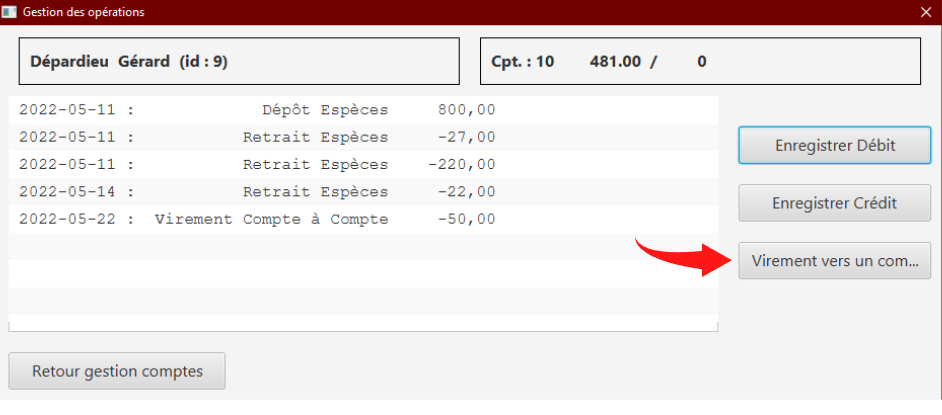 Gestion des opérations
Dépardieu Gérard (id : 9)
Cpt. : 10 481.00 / 0
2022-05-11 : Dépôt Espèces 800,00
2022-05-11 : Retrait Espèces -27,00
2022-05-11 : Retrait Espèces -220,00
2022-05-14 : Retrait Espèces -22,00
2022-05-22 : Virement Compte à Compte -50,00
Enregistrer Débit
Enregistrer Crédit
Virement vers un com...
Retour gestion comptes